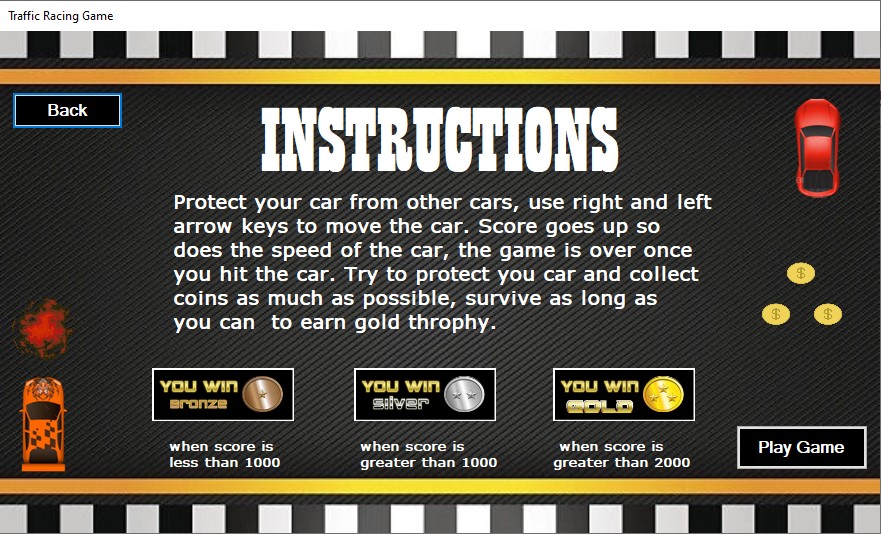 Traffic Racing Game
Back
INSTRUCTIONS
Protect your car from other cars, use right and left
arrow keys to move the car. Score goes up so
does the speed of the car, the game is over once
you hit the car. Try to protect you car and collect
coins as much as possible, survive as long as
you can  to earn gold throphy.
$
$ $
YOU WIN
BRONZE
YOU WIN
SILVER
YOU WIN
GOLD
when score is
less than 1000
when score is
greater than 1000
when score is
greater than 2000
Play Game